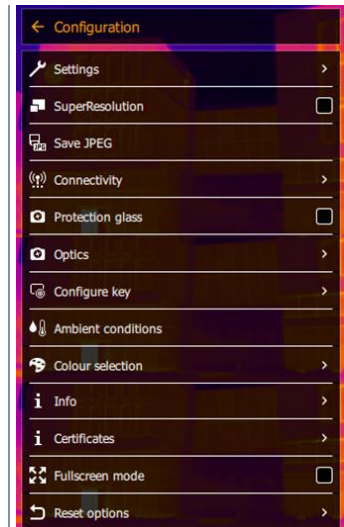 Configuration
Settings
SuperResolution
JPG
Save JPEG
Connectivity
Protection glass
Optics
Configure key
Ambient conditions
Colour selection
Info
Certificates
Fullscreen mode
Reset options